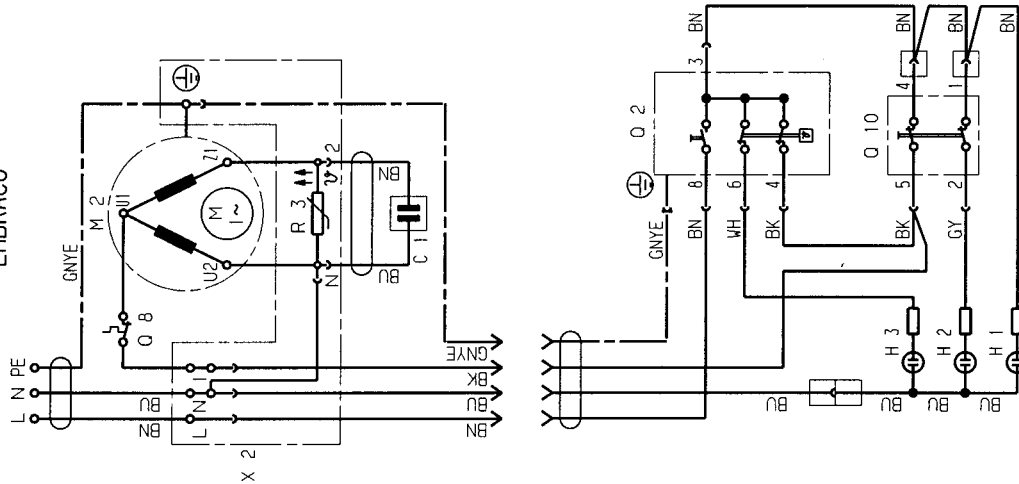 EMBRACO
M 2
U1
Z1
U2
M
1~
GNYE
Q 8
R 3
ϑ
2
N
BN
BU
C 1
PE
N
L
BU
BN
L
N
1
X 2
GNYE
BK
BU
BN
Q 2
3
BN
8
6
4
GNYE
BN
WH
BK
Q 10
4
1
BN
BN
BN
5
2
BK
GY
H 3
H 2
H 1
BU
BU
BU
BU